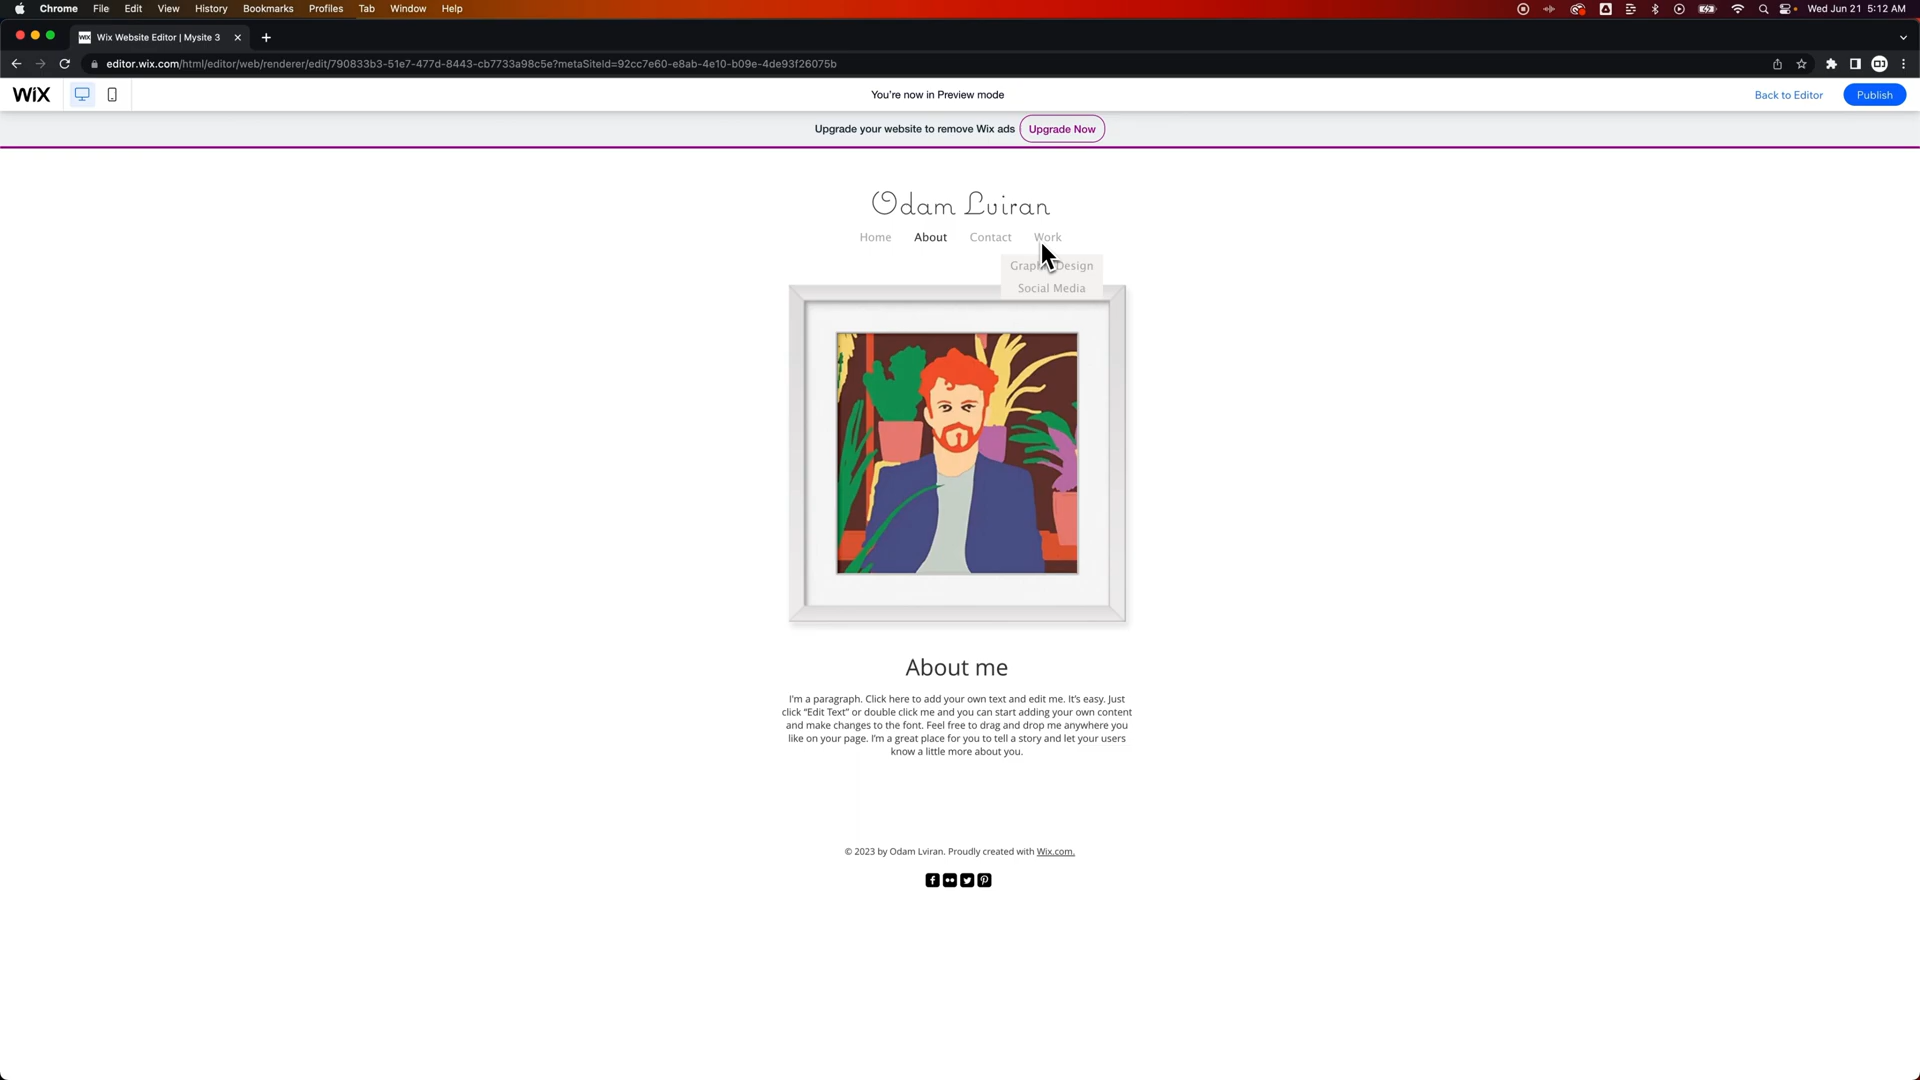 Chrome File Edit View History Bookmarks Profiles Tab Window Help Wed Jun 21 5:12 AM
WiX Wix Website Editor | Mysite 3
editor.wix.com/html/editor/web/renderer/edit/790833b3-51e7-477d-8443-cb7733a98c5e?metaSiteId=92cc7e60-e8ab-4e10-b09e-4de93f26075b
WiX You're now in Preview mode Back to Editor Publish
Upgrade your website to remove Wix ads Upgrade Now
Odam Lviran
Home About Contact Work
Design
Social Media
About me
I'm a paragraph. Click here to add your own text and edit me. It's easy. Just
click “Edit Text” or double click me and you can start adding your own content
and make changes to the font. Feel free to drag and drop me anywhere you
like on your page. I'm a great place for you to tell a story and let your users
know a little more about you.
© 2023 by Odam Lviran. Proudly created with Wix.com.